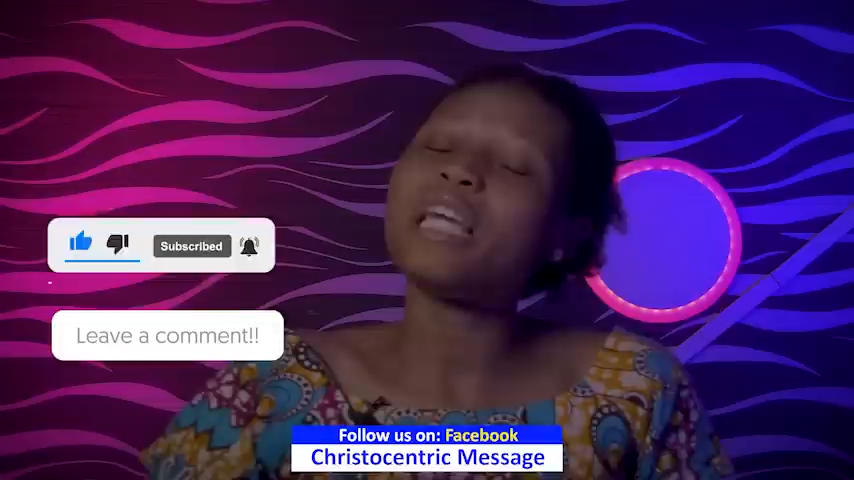 Subscribed
Leave a comment!!
Follow us on: Facebook
Christocentric Message